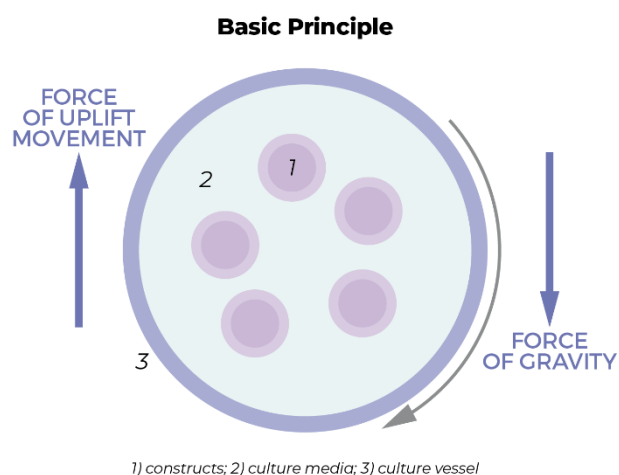 Basic Principle
FORCE
OF UPLIFT
MOVEMENT
1
2
3
FORCE
OF GRAVITY
1) constructs; 2) culture media; 3) culture vessel